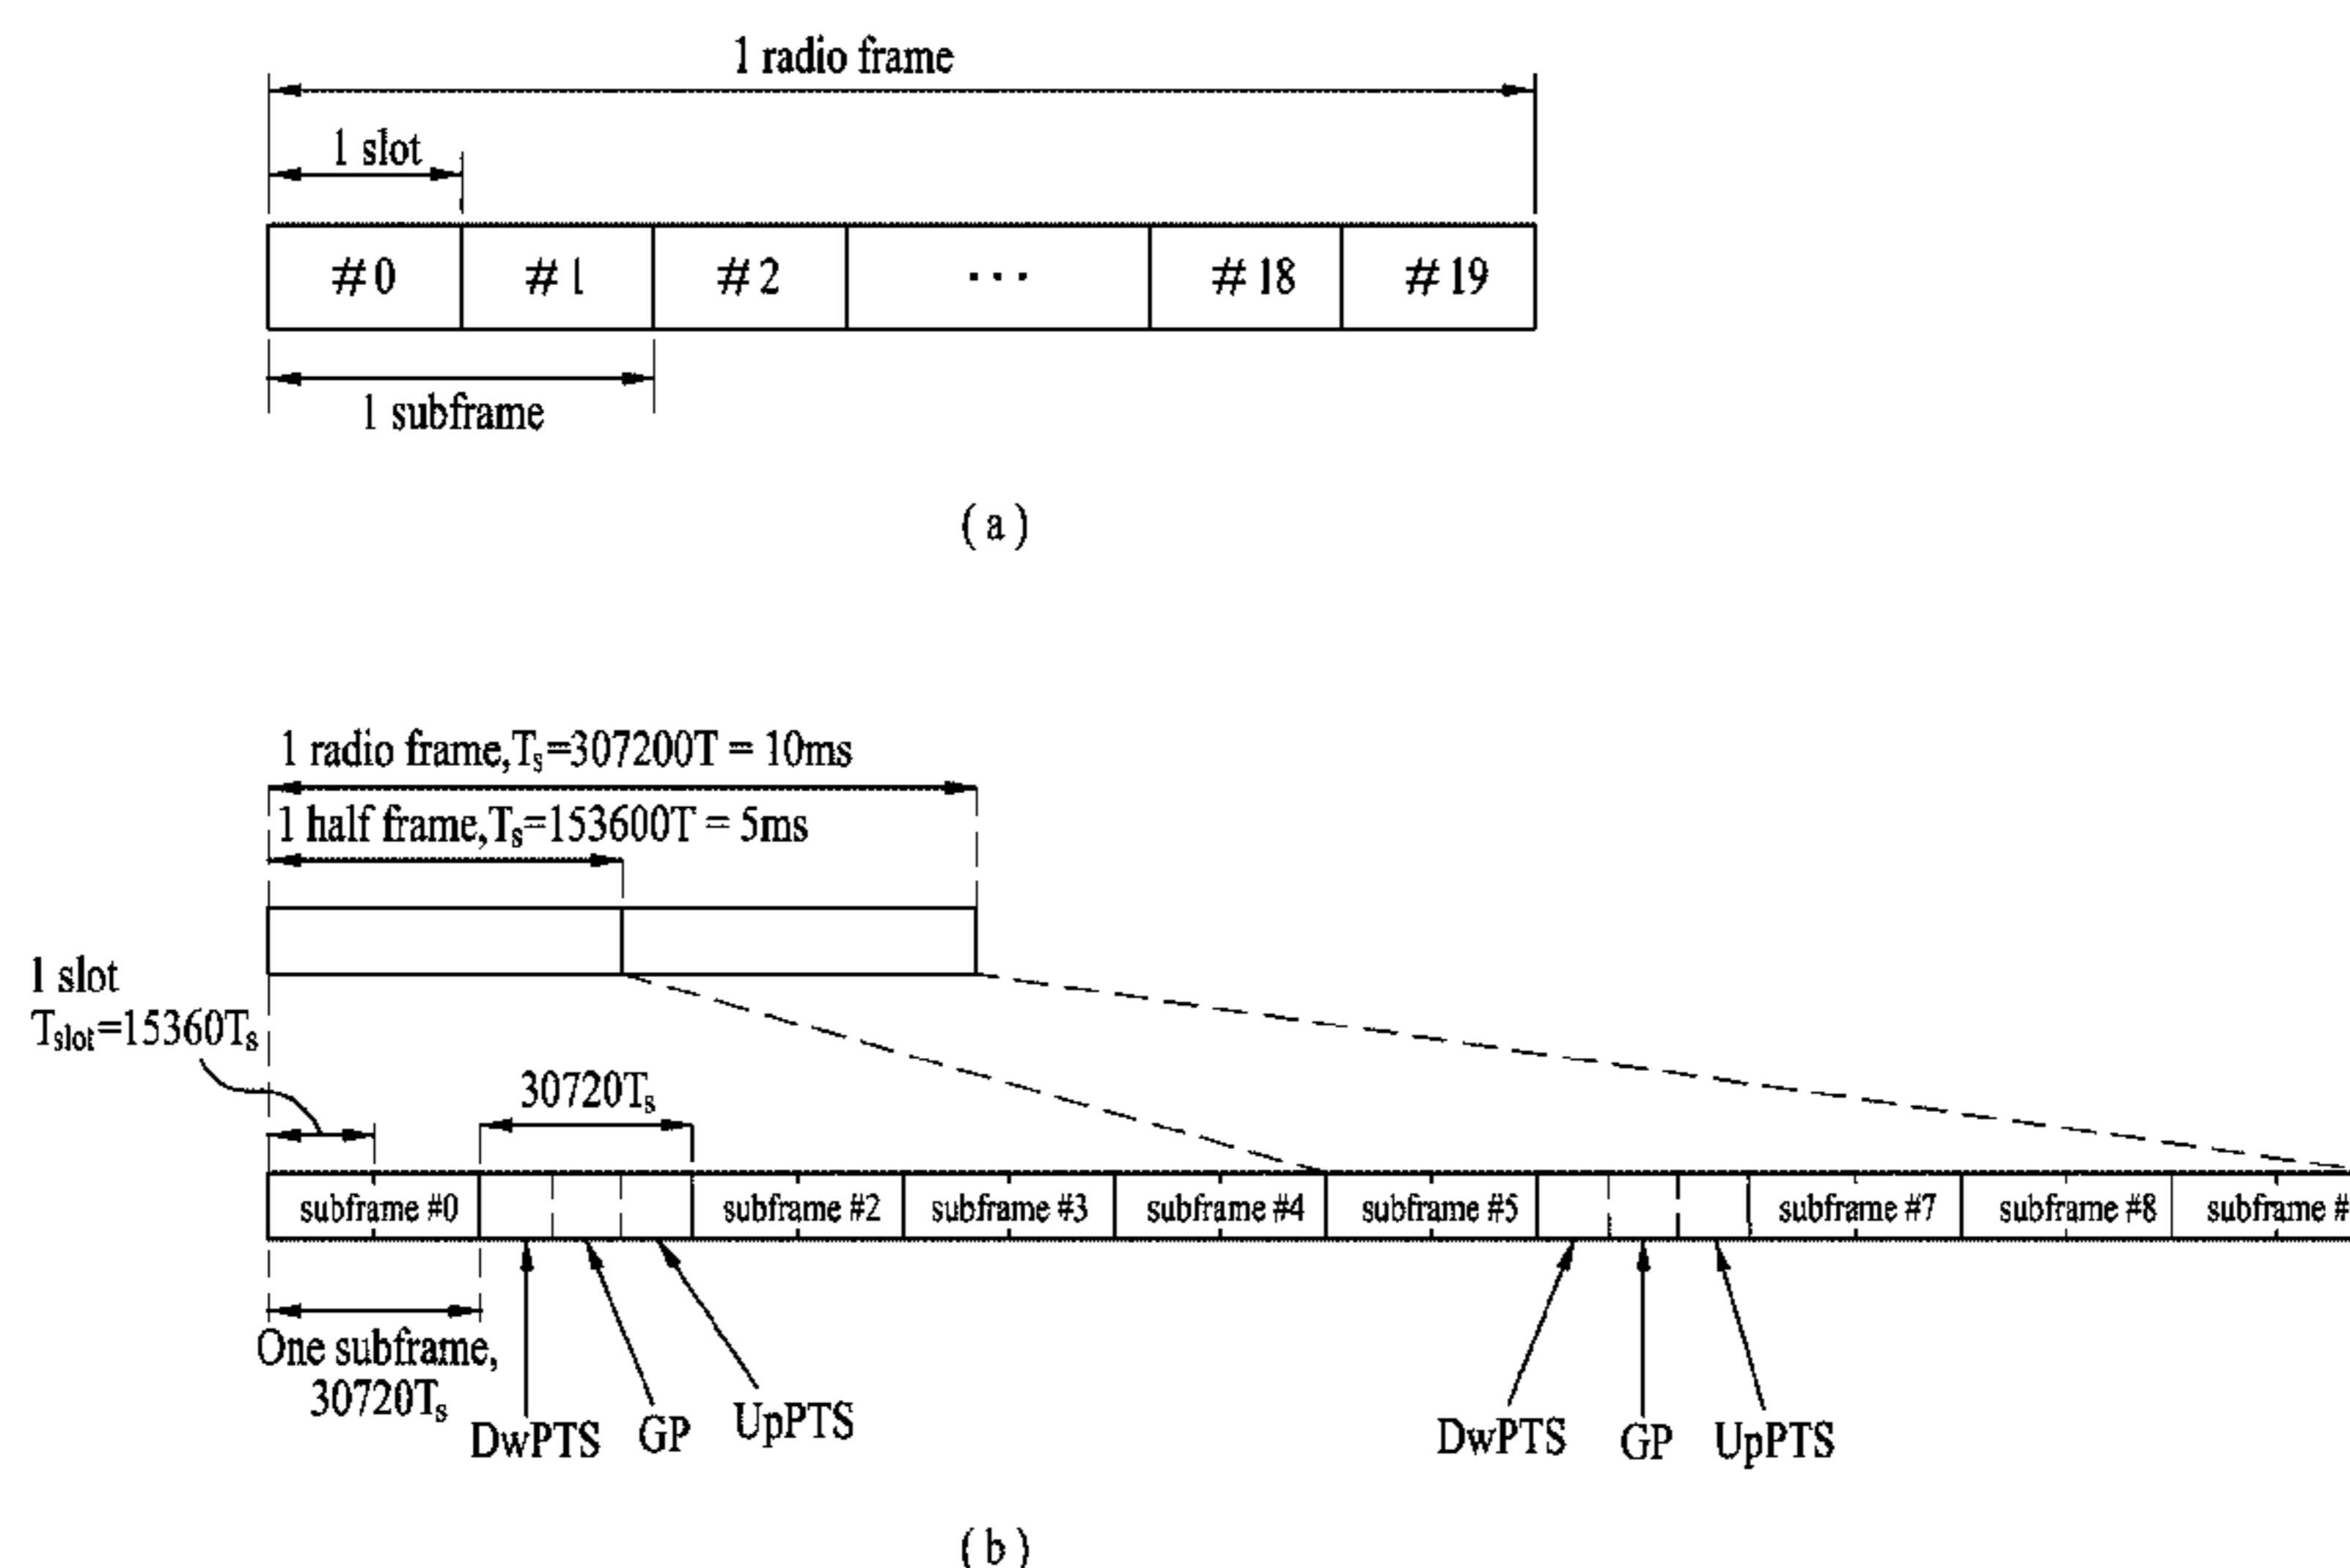 1 radio frame
1 slot
#0 #1 #2 ... #18 #19
1 subframe
(a)
1 radio frame,Ts=307200T = 10ms
1 half frame,Ts=153600T = 5ms
1 slot
Tslot=15360Ts
30720Ts
subframe #0 subframe #2 subframe #3 subframe #4 subframe #5 subframe #7 subframe #8 subframe #
One subframe,
30720Ts
DwPTS GP UpPTS DwPTS GP UpPTS
(b)